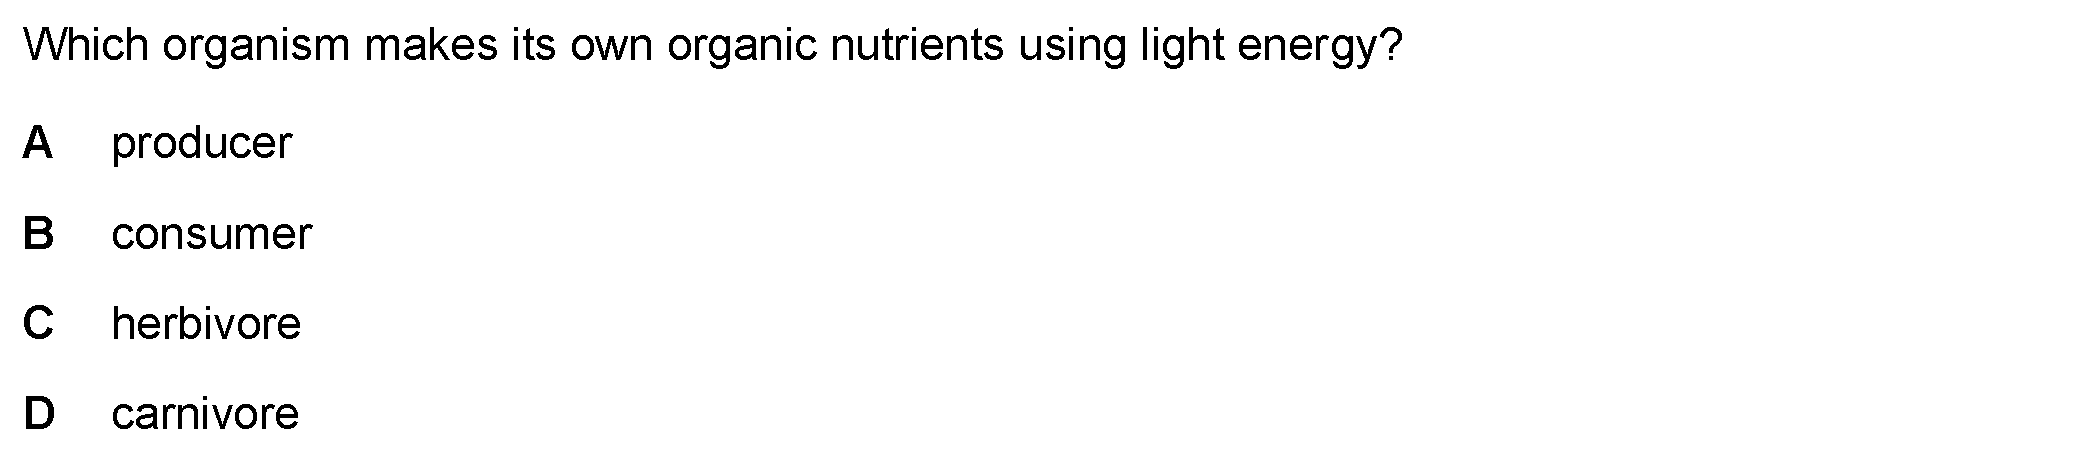 Which organism makes its own organic nutrients using light energy?
A producer
B consumer
C herbivore
D carnivore